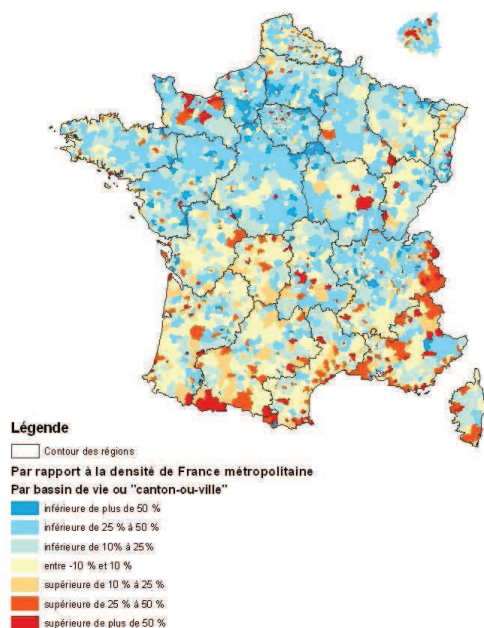 Légende
Contour des régions
Par rapport à la densité de France métropolitaine
Par bassin de vie ou "canton-ou-ville"
inférieure de plus de 50 %
inférieure de 25 % à 50 %
inférieure de 10% à 25%
entre -10 % et 10 %
supérieure de 10 % à 25 %
supérieure de 25 % à 50 %
supérieure de plus de 50 %